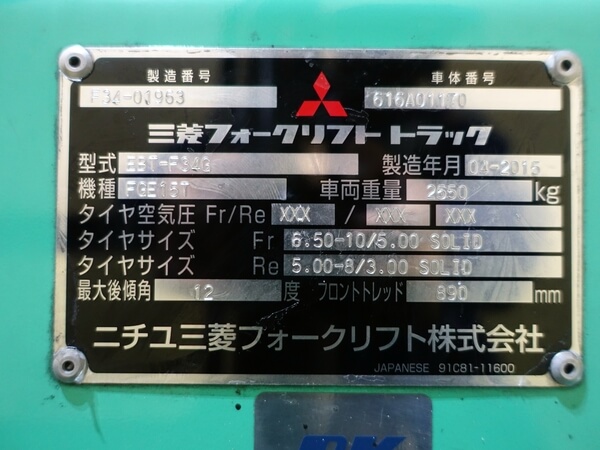 製造番号 車体番号
F34-01963 616A01170
三菱フォークリフト トラック
型式 EBT-F34G 製造年月 04-2015
機種 FGE15T 車両重量 2650 kg
タイヤ空気圧 Fr/Re XXX / XXX XXX
タイヤサイズ Fr 6.50-10/5.00 SOLID
タイヤサイズ Re 5.00-8/3.00 SOLID
最大後傾角 12 度 フロントトレッド 890 mm
ニチユ三菱フォークリフト株式会社
JAPANESE 91C81-11600